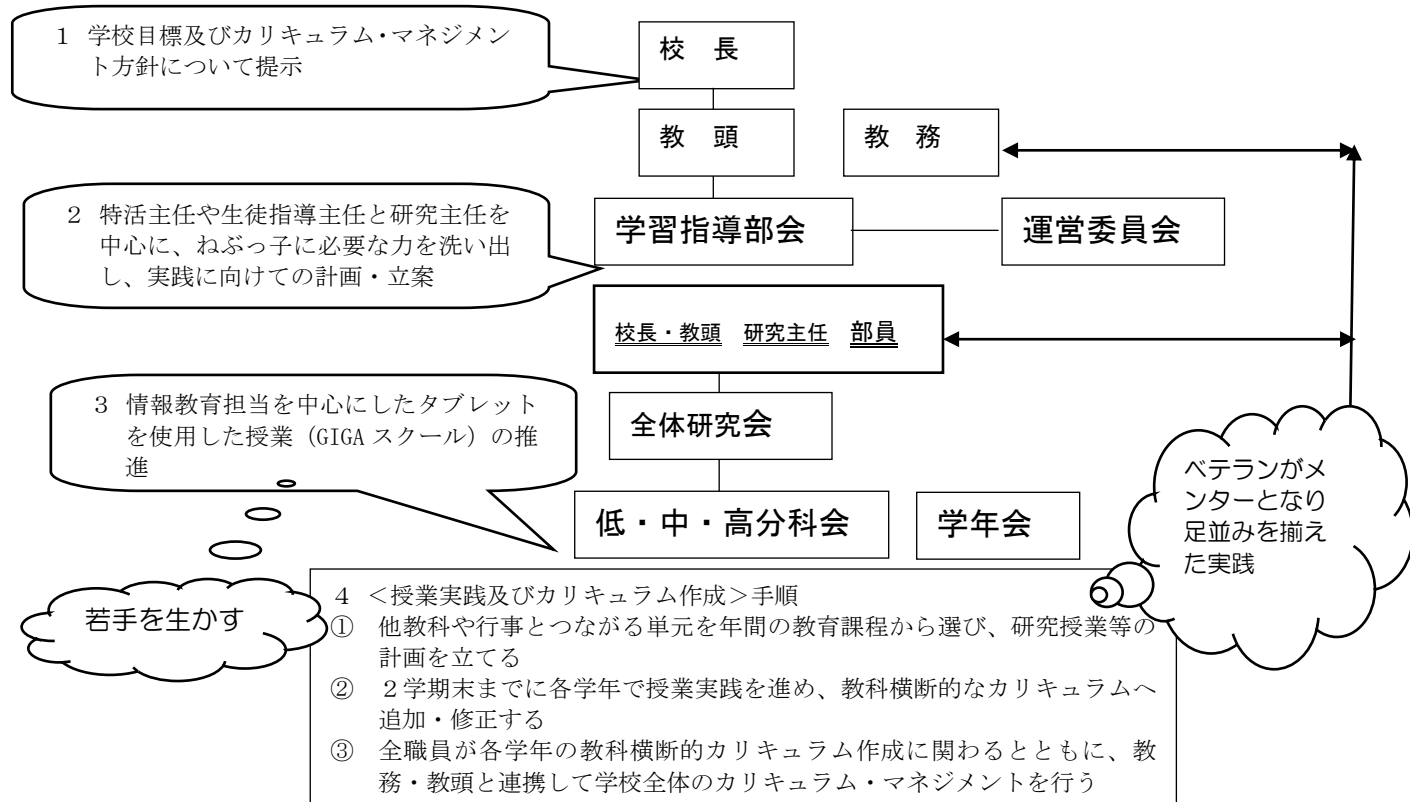 1 学校目標及びカリキュラム・マネジメン
ト方針について提示
校　長
教　頭
教　務
2 特活主任や生徒指導主任と研究主任を
中心に、ねぶっ子に必要な力を洗い出
し、実践に向けての計画・立案
学習指導部会
運営委員会
校長・教頭　研究主任　部員
3 情報教育担当を中心にしたタブレット
を使用した授業（GIGA スクール）の推
進
全体研究会
低・中・高分科会
学年会
ベテランがメ
ンターとなり
足並みを揃え
た実践
若手を生かす
4 ＜授業実践及びカリキュラム作成＞手順
① 他教科や行事とつながる単元を年間の教育課程から選び、研究授業等の
計画を立てる
② ２学期末までに各学年で授業実践を進め、教科横断的なカリキュラムへ
追加・修正する
③ 全職員が各学年の教科横断的カリキュラム作成に関わるとともに、教
務・教頭と連携して学校全体のカリキュラム・マネジメントを行う